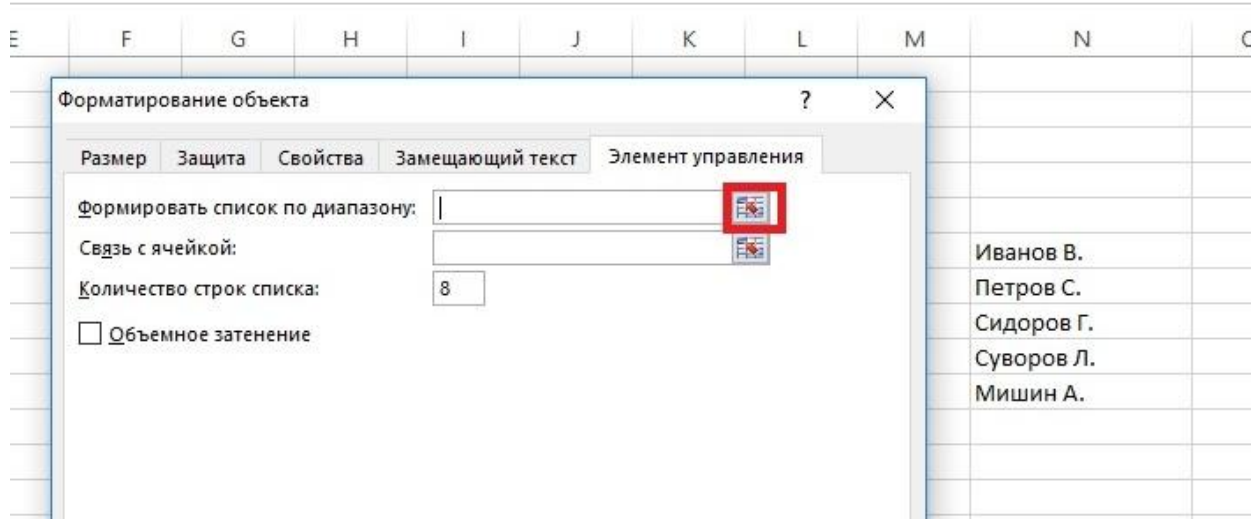 E F G H I J K L M N
Форматирование объекта ? ×
Размер Защита Свойства Замещающий текст Элемент управления
Формировать список по диапазону:
Связь с ячейкой:
Количество строк списка: 8
Объемное затенение
Иванов В.
Петров С.
Сидоров Г.
Суворов Л.
Мишин А.